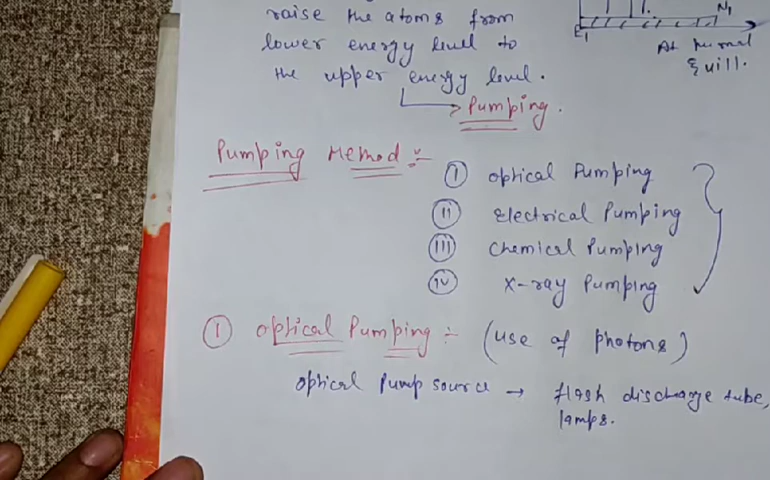 raise the atoms from
N1
lower energy level to
E1
At hermal
the upper energy level.
Equill.
Pumping.
Pumping Method :-
I optical Pumping
II Electrical Pumping
III Chemical Pumping
IV X-ray Pumping
I optical Pumping :- (use of photons)
optical Pump source → flash discharge tube,
lamps.